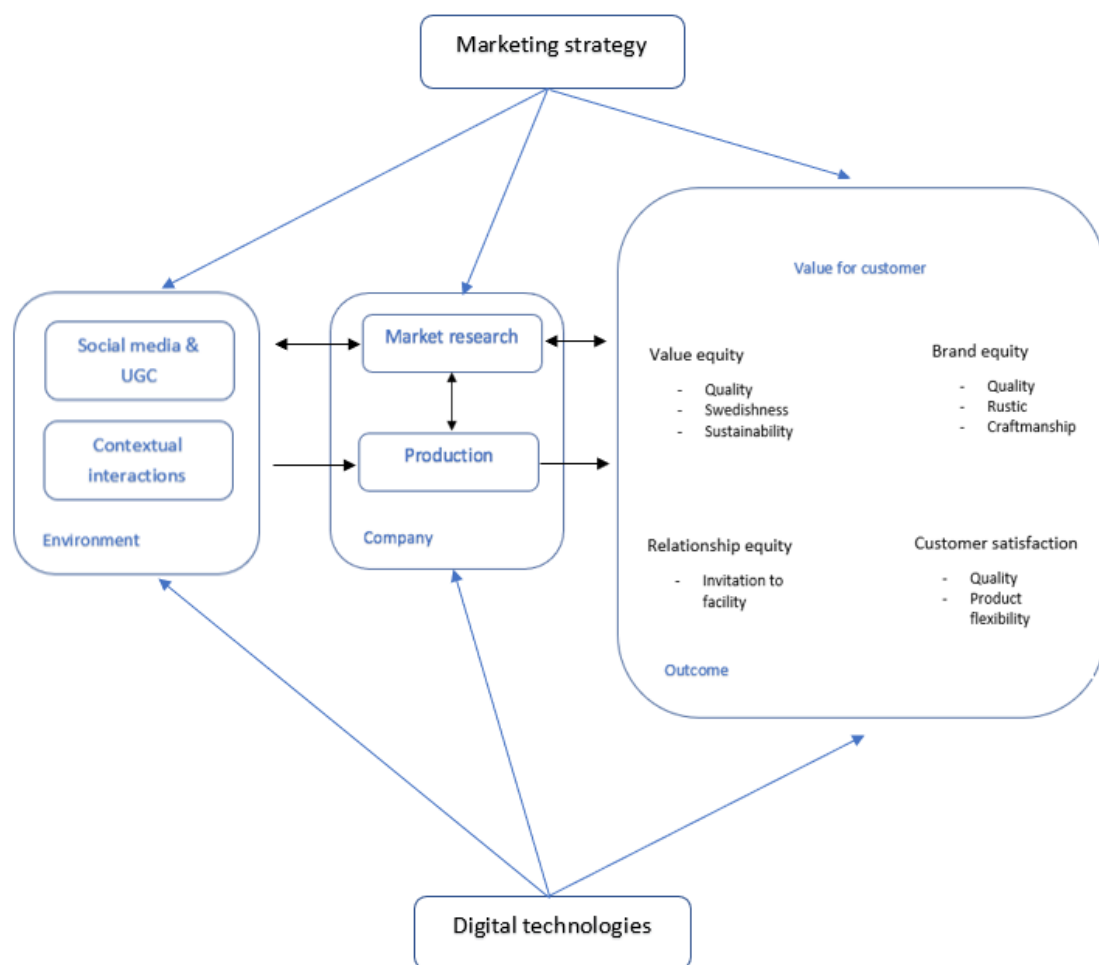 Marketing strategy
Social media &
UGC
Contextual
interactions
Environment
Market research
Production
Company
Value for customer
Value equity
- Quality
- Swedishness
- Sustainability
Brand equity
- Quality
- Rustic
- Craftmanship
Relationship equity
- Invitation to
facility
Customer satisfaction
- Quality
- Product
flexibility
Outcome
Digital technologies